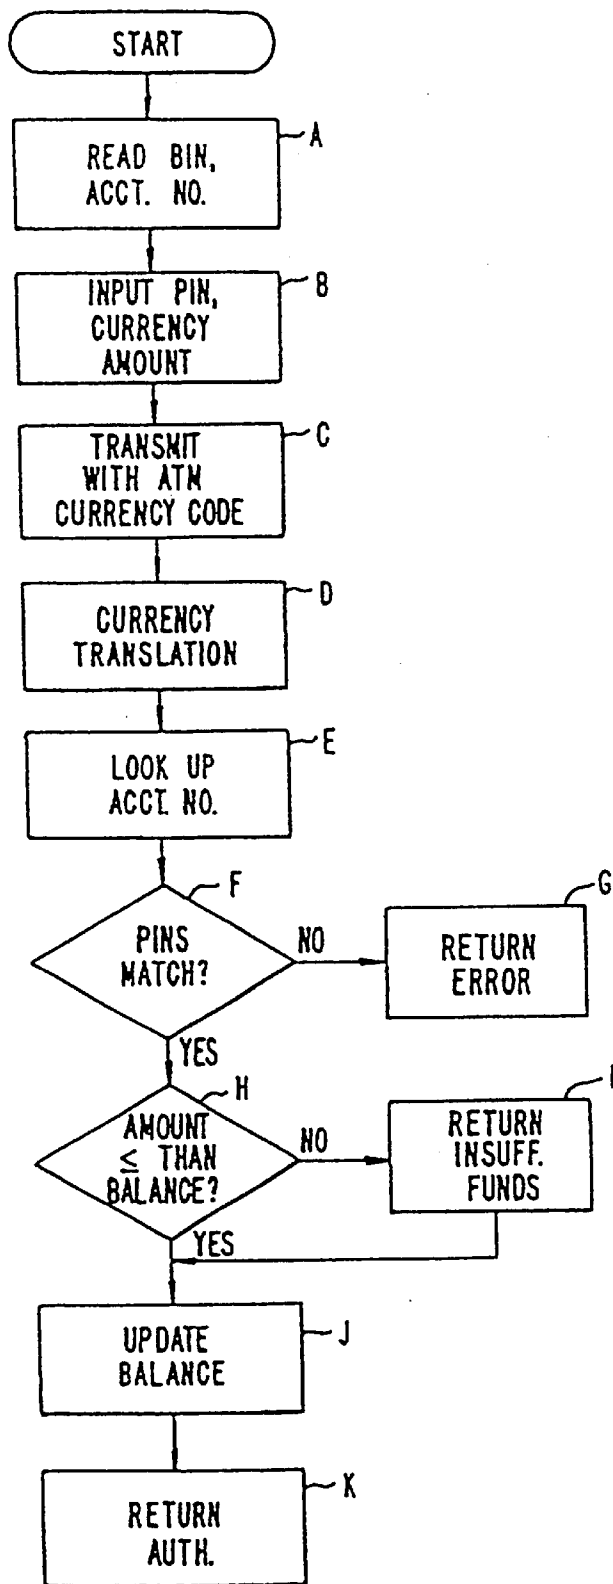 START
A
READ BIN,
ACCT. NO.
B
INPUT PIN,
CURRENCY
AMOUNT
C
TRANSMIT
WITH ATM
CURRENCY CODE
D
CURRENCY
TRANSLATION
E
LOOK UP
ACCT. NO.
F
PINS
MATCH?
NO
G
RETURN
ERROR
YES
H
AMOUNT
≤ THAN
BALANCE?
NO
I
RETURN
INSUFF.
FUNDS
YES
J
UPDATE
BALANCE
K
RETURN
AUTH.